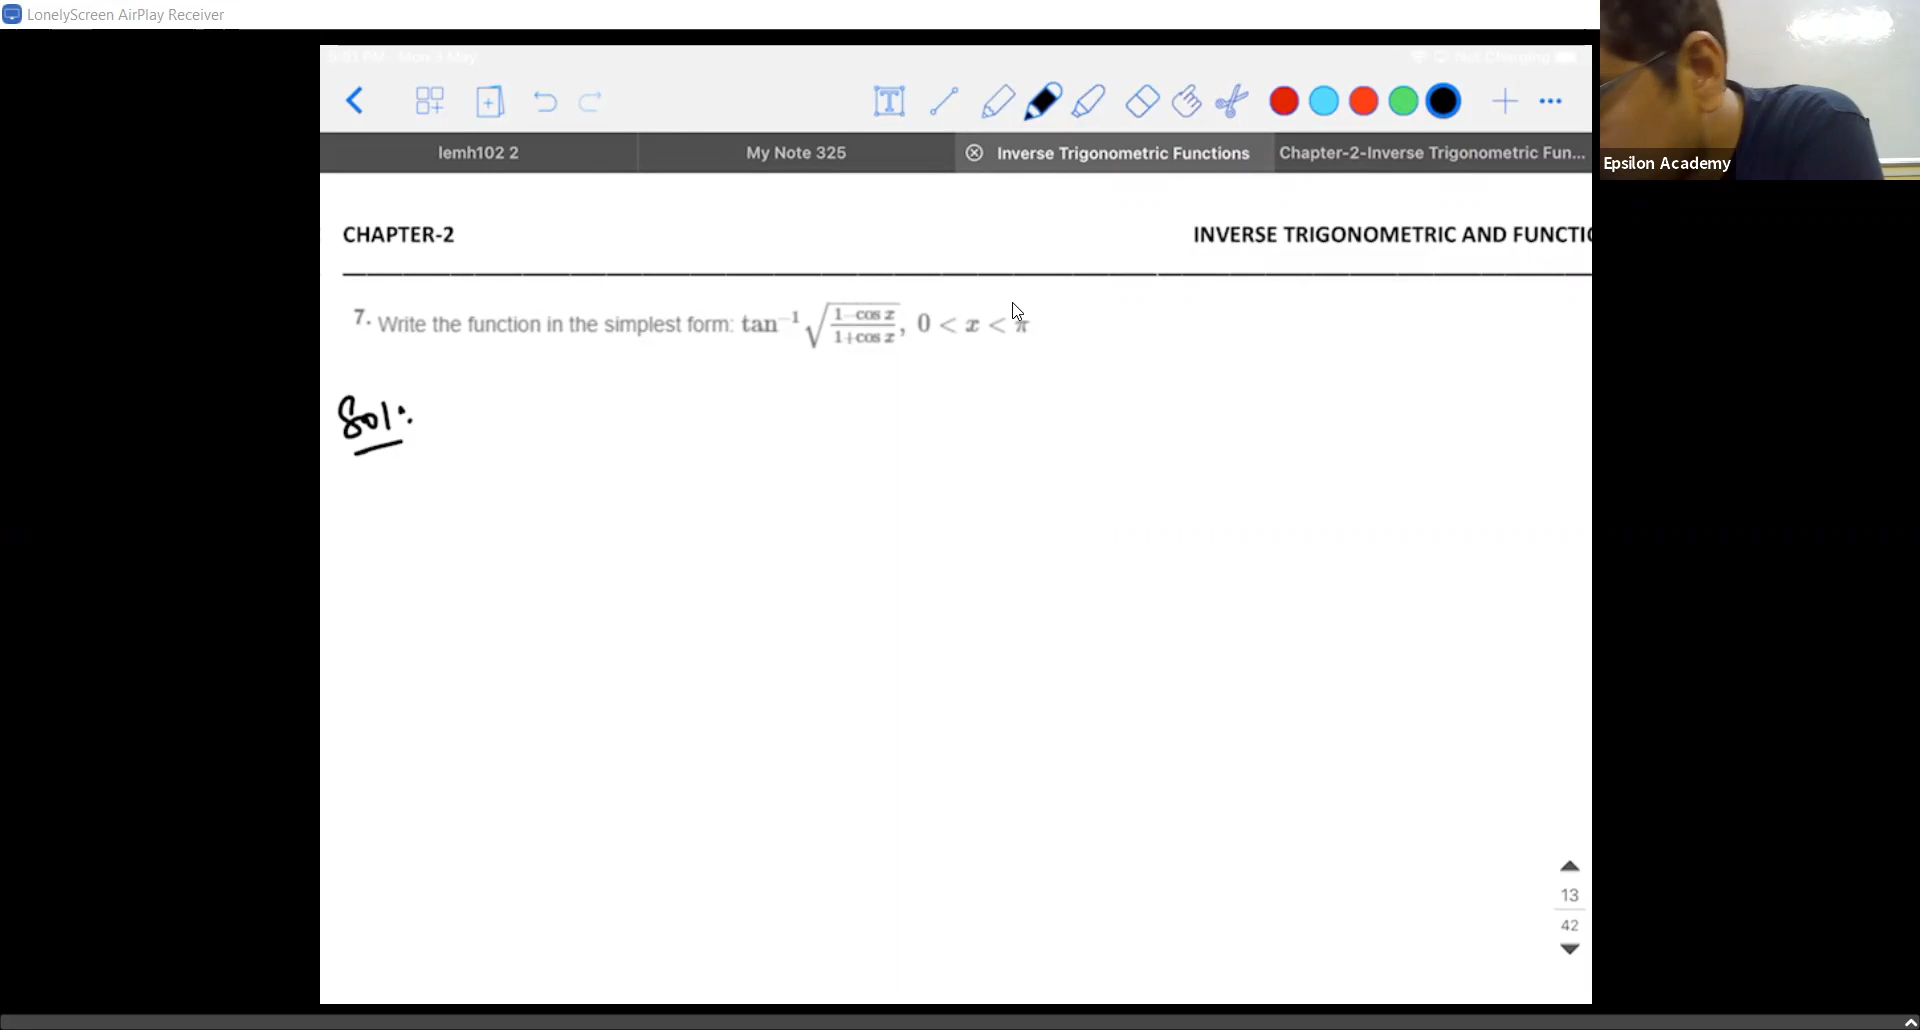 LonelyScreen AirPlay Receiver
lemh102 2
My Note 325
Inverse Trigonometric Functions
Chapter-2-Inverse Trigonometric Fun...
Epsilon Academy
CHAPTER-2
INVERSE TRIGONOMETRIC AND FUNCTIO
7. Write the function in the simplest form: tan⁻¹ √((1−cos x)/(1+cos x)), 0 < x < π
Sol:
13
42